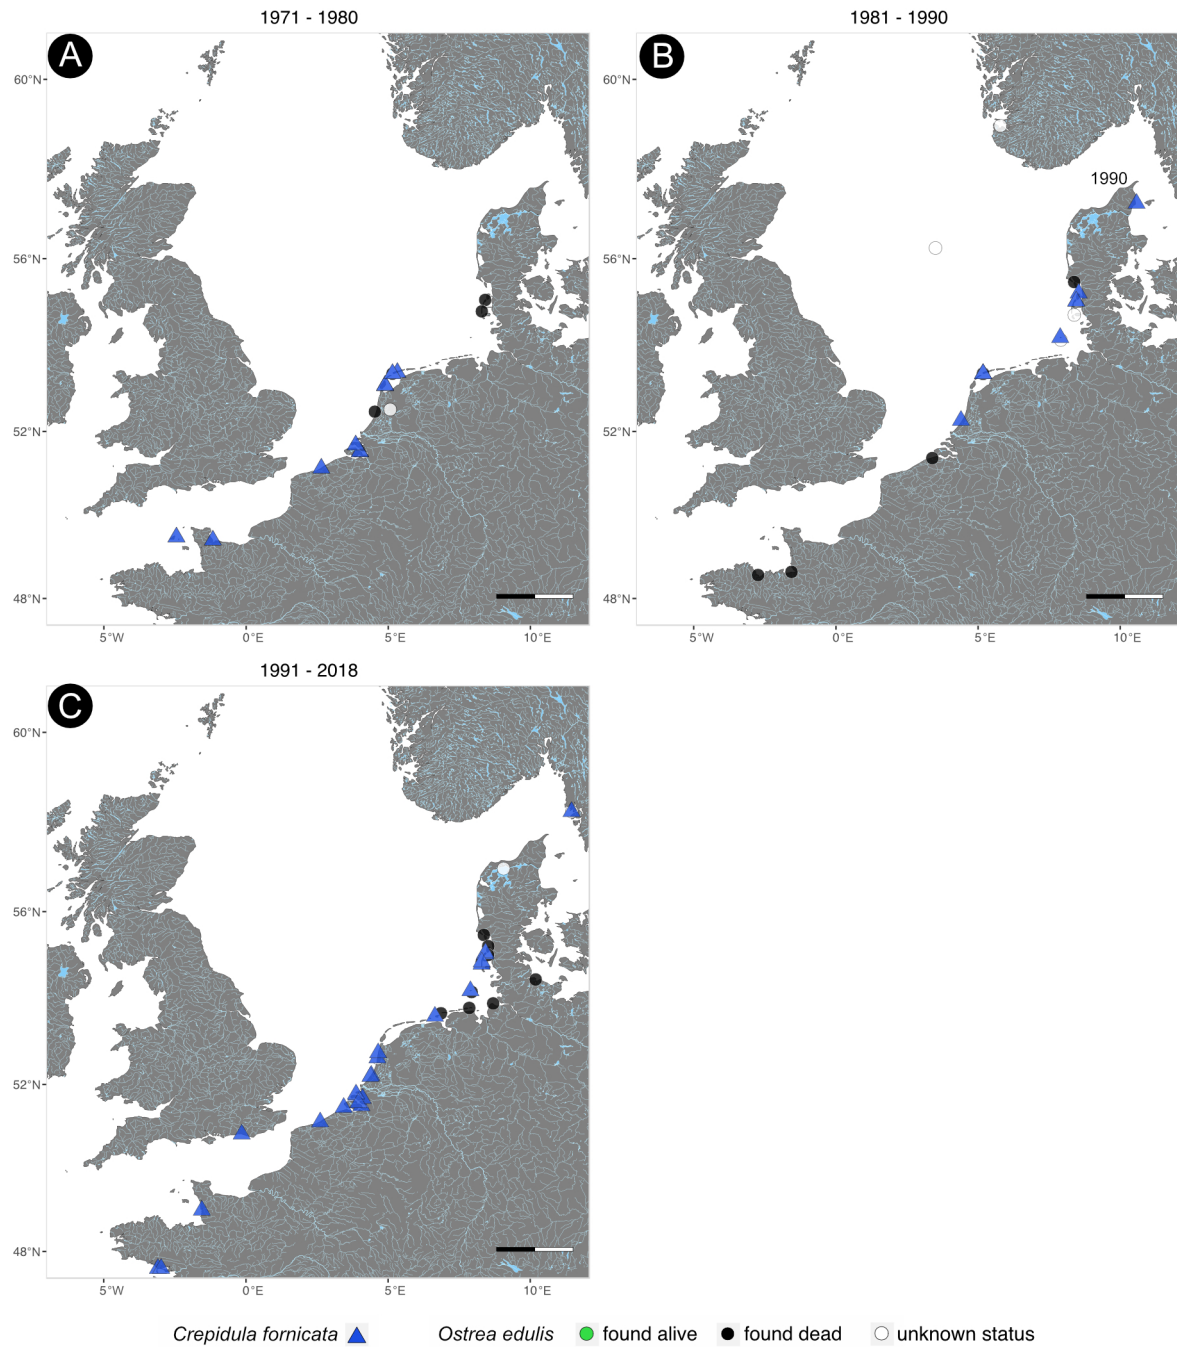 1971 - 1980
A
60°N
56°N
52°N
48°N
5°W
0°E
5°E
10°E
1981 - 1990
B
1990
60°N
56°N
52°N
48°N
5°W
0°E
5°E
10°E
1991 - 2018
C
60°N
56°N
52°N
48°N
5°W
0°E
5°E
10°E
Crepidula fornicata Ostrea edulis found alive found dead unknown status